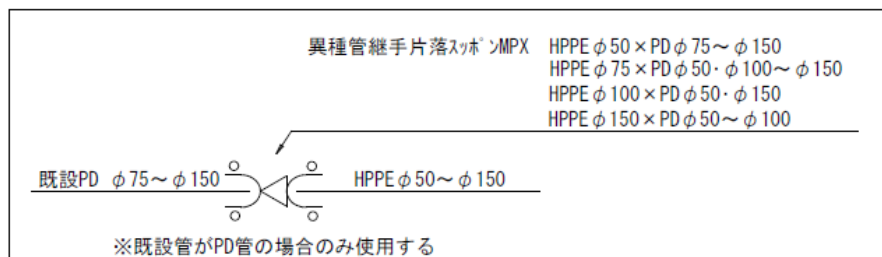 異種管継手片落スッポンMPX HPPEφ50×PDφ75~φ150
HPPEφ75×PDφ50・φ100~φ150
HPPEφ100×PDφ50・φ150
HPPEφ150×PDφ50~φ100
既設PD φ75~φ150 HPPEφ50~φ150
※既設管がPD管の場合のみ使用する